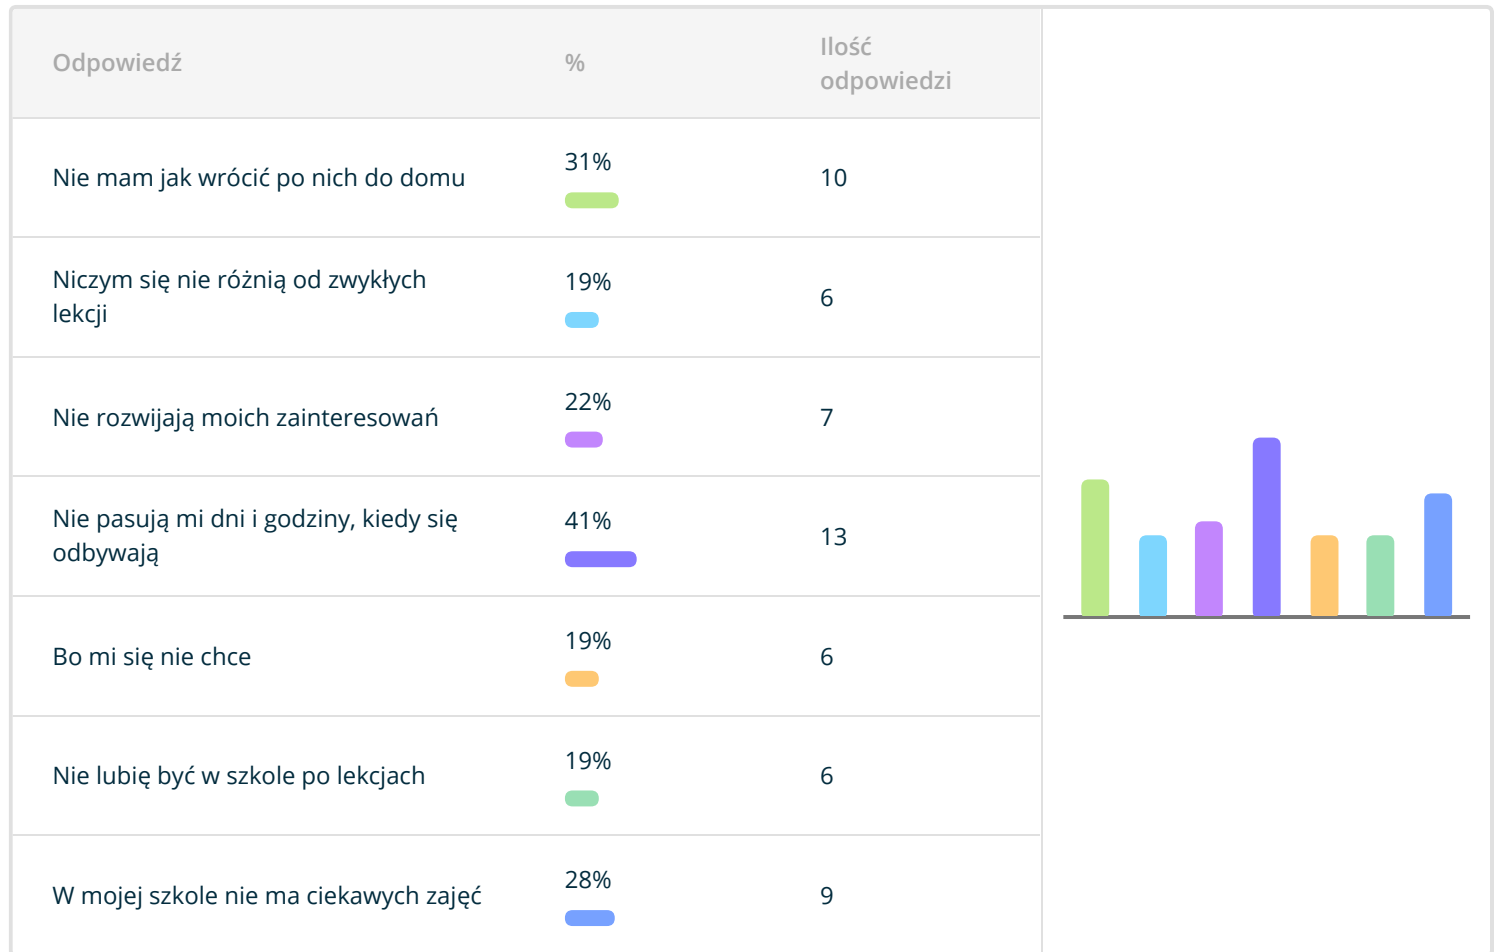 Odpowiedź % Ilość
odpowiedzi
Nie mam jak wrócić po nich do domu 31% 10
Niczym się nie różnią od zwykłych
lekcji 19% 6
Nie rozwijają moich zainteresowań 22% 7
Nie pasują mi dni i godziny, kiedy się
odbywają 41% 13
Bo mi się nie chce 19% 6
Nie lubię być w szkole po lekcjach 19% 6
W mojej szkole nie ma ciekawych zajęć 28% 9